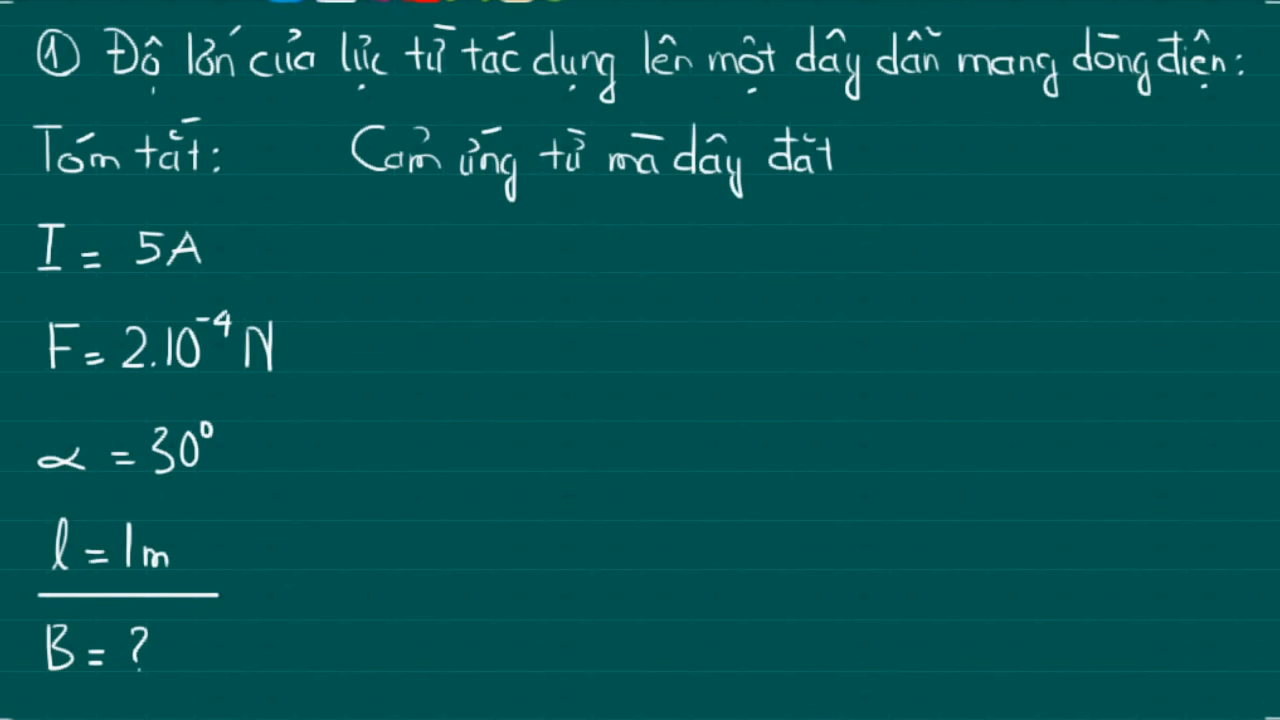 ① Độ lớn của lực từ tác dụng lên một dây dẫn mang dòng điện:
Tóm tắt: Cảm ứng từ mà dây đặt
I = 5A
F = 2.10⁻⁴ N
α = 30⁰
l = 1m
B = ?